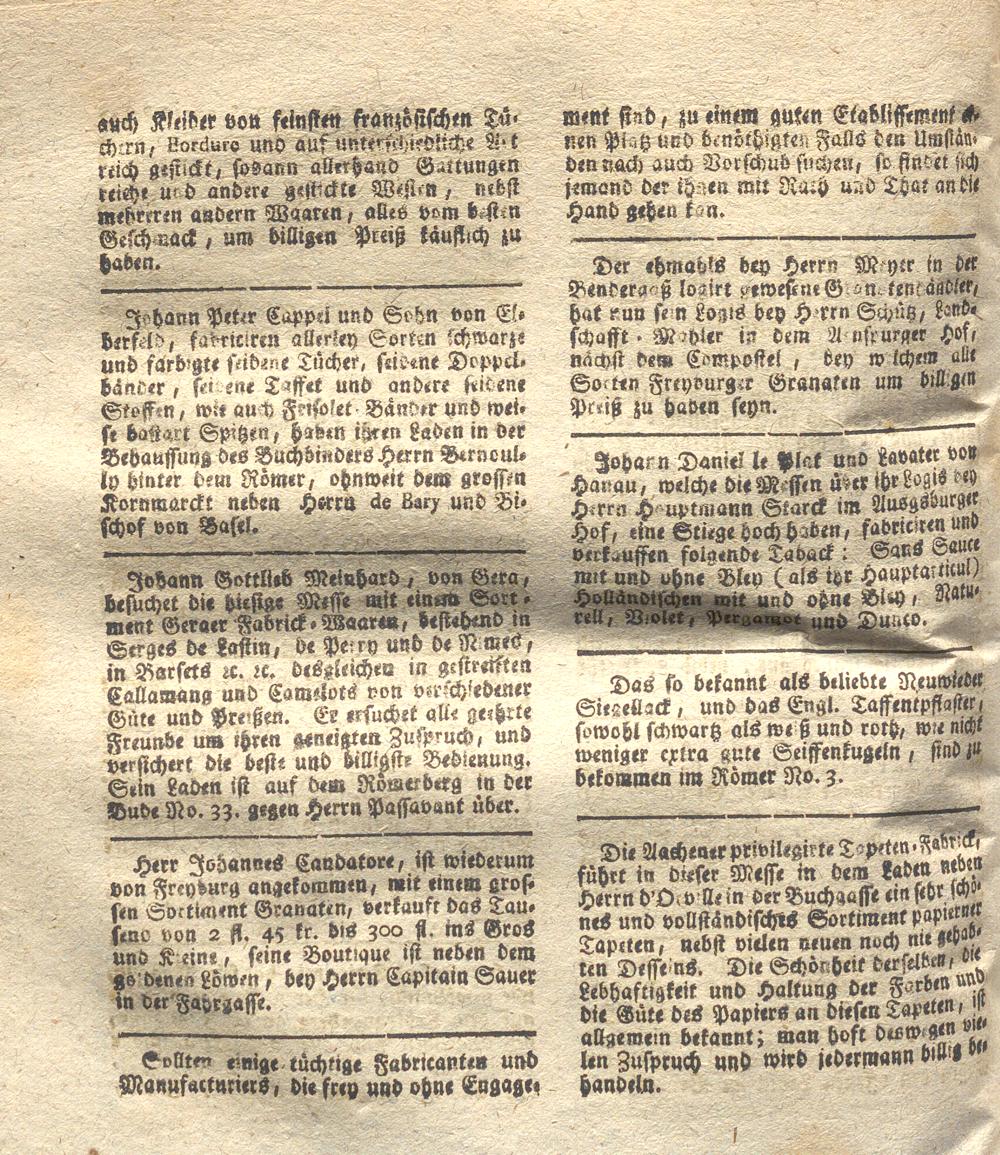 auch Kleider von feinsten französischen Tü-
chern, Bordure und auf unterschiedliche Art
reich gestickt, sodann allerhand Gattungen
reiche und andere gestickte Westen, nebst
mehreren andern Waaren, alles vom besten
Geschmack, um billigen Preiß käuflich zu
haben.
Johann Peter Cappel und Sohn von El-
berfeld, fabriciren allerley Sorten schwarze
und farbigte seidene Tücher, seidene Doppel-
bänder, seidene Taffet und andere seidene
Stoffen, wie auch Frisolet-Bänder und weis-
se bastart Spitzen, haben ihren Laden in der
Behaussung des Buchbinders Herrn Bernoul-
ly hinter dem Römer, ohnweit dem grossen
Kornmarckt neben Herrn de Bary und Bi-
schof von Basel.
Johann Gottlieb Meinhard, von Gera,
besuchet die hiesige Messe mit einem Sort-
ment Geraer Fabrick-Waaren, bestehend in
Serges de Lastin, de Perry und de Nimes,
in Barsets ꝛc. ꝛc. desgleichen in gestreiften
Callamang und Camelots von verschiedener
Güte und Preißen. Er ersuchet alle geehrte
Freunde um ihren geneigten Zuspruch, und
versichert die beste und billigste Bedienung.
Sein Laden ist auf dem Römerberg in der
Bude No. 33. gegen Herrn Passavant über.
Herr Johannes Candatore, ist wiederum
von Freyburg angekommen, mit einem gros-
sen Sortiment Granaten, verkauft das Tau-
send von 2 fl. 45 kr. bis 300 fl. ins Gros
und Kleine, seine Boutique ist neben dem
goldenen Löwen, bey Herrn Capitain Sauer
in der Fahrgasse.
Sollten einige tüchtige Fabricanten und
Manufacturiers, die frey und ohne Engage-
ment sind, zu einem guten Etablissement ei-
nen Platz und benöthigten Falls den Umstän-
den nach auch Vorschub suchen, so findet sich
jemand der ihnen mit Rath und That an die
Hand gehen kan.
Der ehmahls bey Herrn Meyer in der
Bendergaß logirt gewesene Granatenhändler,
hat nun sein Logis bey Herrn Schütz, Land-
schafft-Mahler in dem Augspurger Hof,
nächst dem Compostel, bey welchem alle
Sorten Freyburger Granaten um billigen
Preiß zu haben seyn.
Johann Daniel le Plat und Lavater von
Hanau, welche die Messen über ihr Logis bey
Herrn Hauptmann Starck im Augsburger
Hof, eine Stiege hoch haben, fabriciren und
verkauffen folgende Taback: Sans Sauce
mit und ohne Bley (als ihr Hauptarticul)
Holländischen mit und ohne Bley, Natu-
rell, Violet, Pergamot und Dunco.
Das so bekannt als beliebte Neuwieder
Siegellack, und das Engl. Taffentpflaster,
sowohl schwartz als weiß und roth, wie nicht
weniger extra gute Seiffenkugeln, sind zu
bekommen im Römer No. 3.
Die Aachener privilegirte Tapeten-Fabrick,
führt in dieser Messe in dem Laden neben
Herrn d'Orville in der Buchgasse ein sehr schö-
nes und vollständisches Sortiment papierner
Tapeten, nebst vielen neuen noch nie gehab-
ten Desseins. Die Schönheit derselben, die
Lebhaftigkeit und Haltung der Farben und
die Güte des Papiers an diesen Tapeten, ist
allgemein bekannt; man hoft deswegen vie-
len Zuspruch und wird jedermann billig be-
handeln.